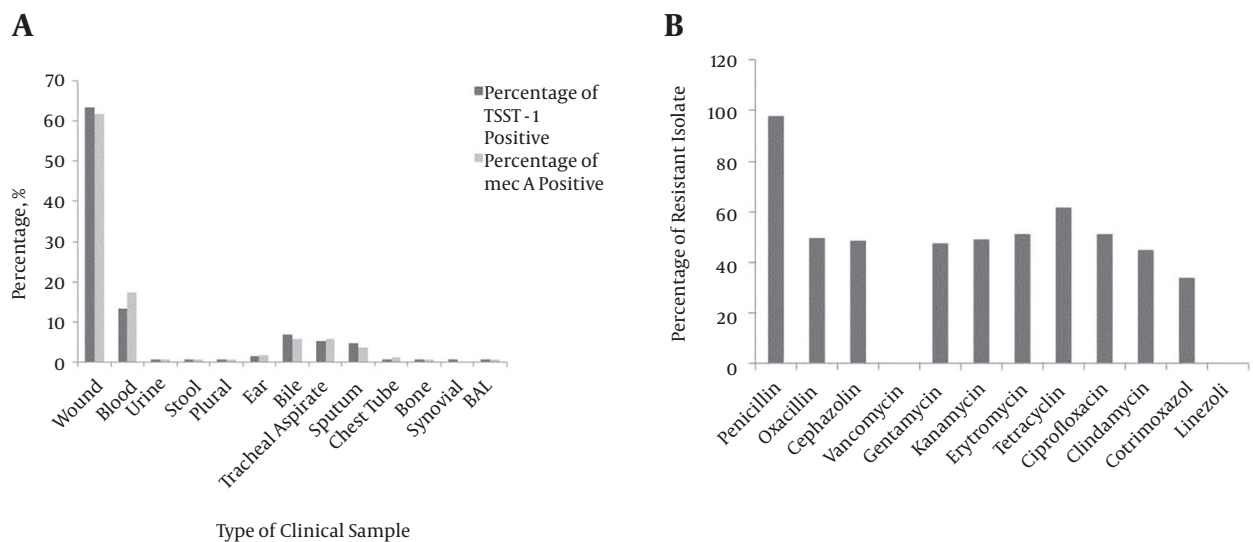 A
Percentage, %
70
60
50
40
30
20
10
0
Percentage of
TSST -1
Positive
Percentage of
mec A Positive
Wound
Blood
Urine
Stool
Plural
Ear
Bile
Tracheal Aspirate
Sputum
Chest Tube
Bone
Synovial
BAL
Type of Clinical Sample
B
Percentage of Resistant Isolate
120
100
80
60
40
20
0
Penicillin
Oxacillin
Cephazolin
Vancomycin
Gentamycin
Kanamycin
Erytromycin
Tetracyclin
Ciprofloxacin
Clindamycin
Cotrimoxazol
Linezoli